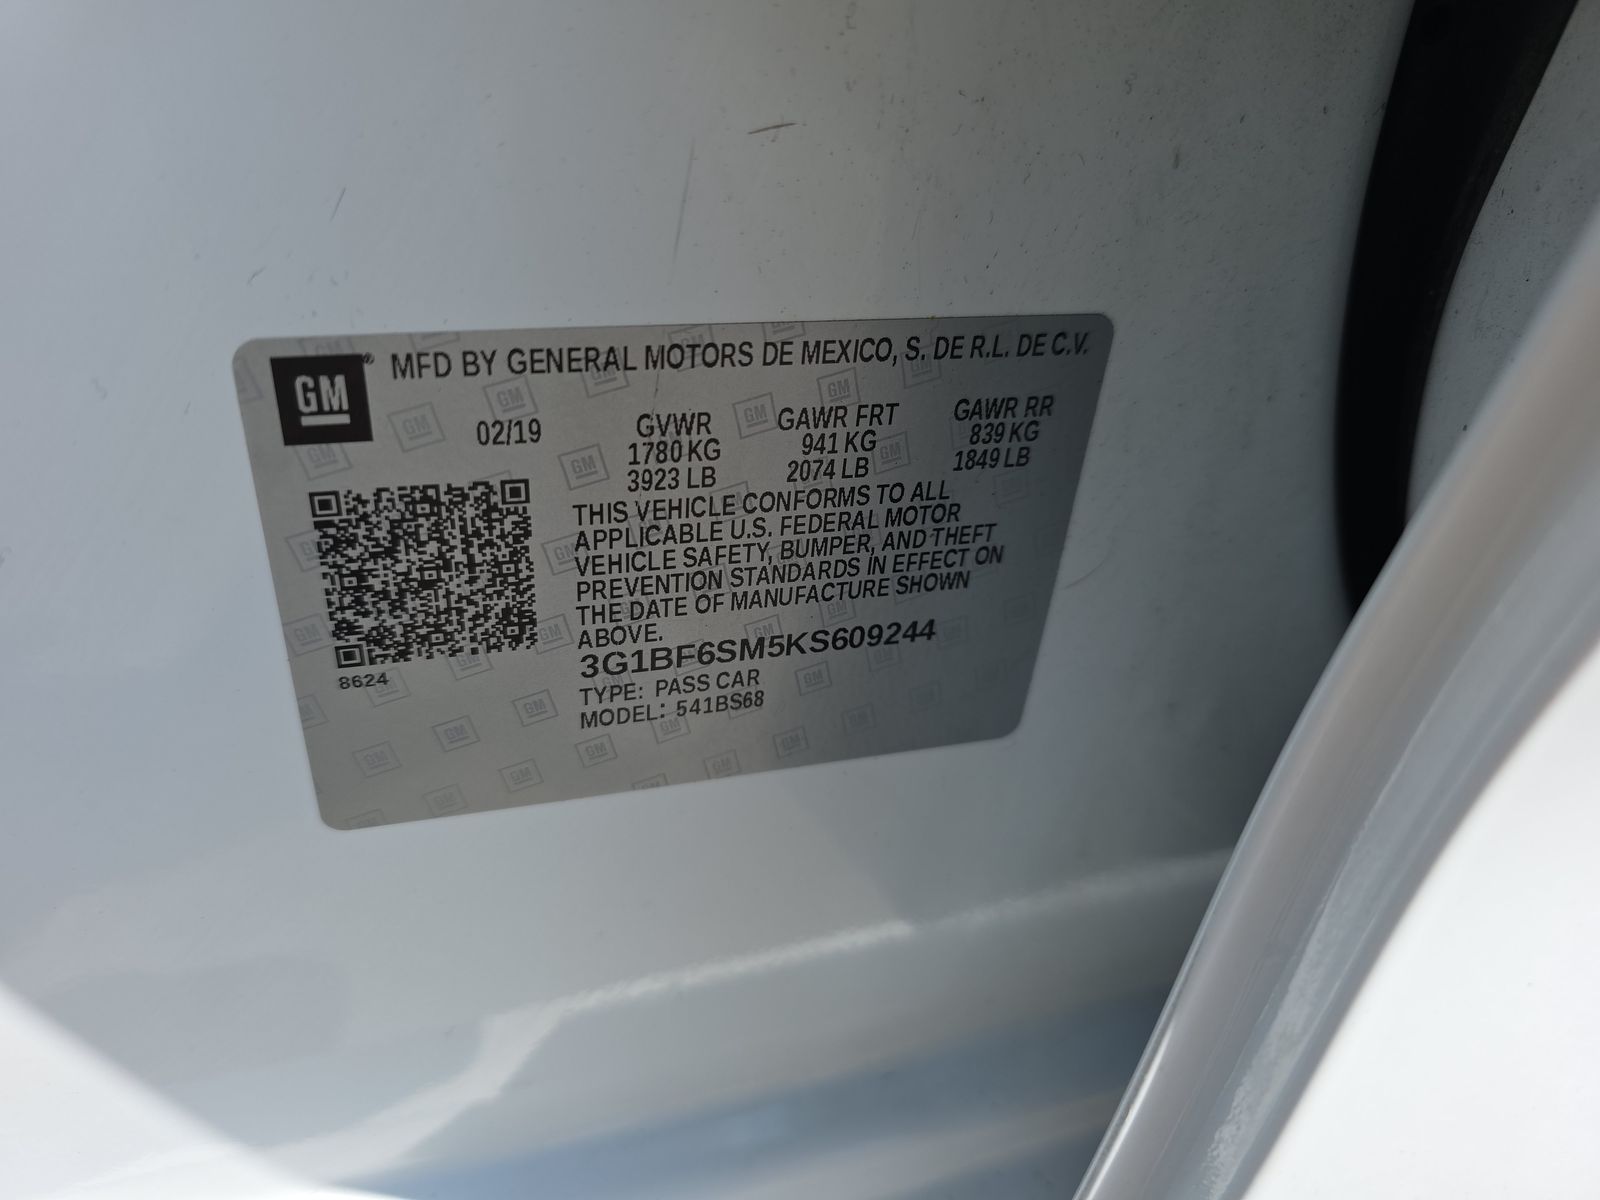 GM® MFD BY GENERAL MOTORS DE MEXICO, S. DE R.L. DE C.V.
02/19 GVWR GAWR FRT GAWR RR
1780 KG 941 KG 839 KG
3923 LB 2074 LB 1849 LB
THIS VEHICLE CONFORMS TO ALL
APPLICABLE U.S. FEDERAL MOTOR
VEHICLE SAFETY, BUMPER, AND THEFT
PREVENTION STANDARDS IN EFFECT ON
THE DATE OF MANUFACTURE SHOWN
ABOVE.
3G1BF6SM5KS609244
8624
TYPE: PASS CAR
MODEL: 541BS68